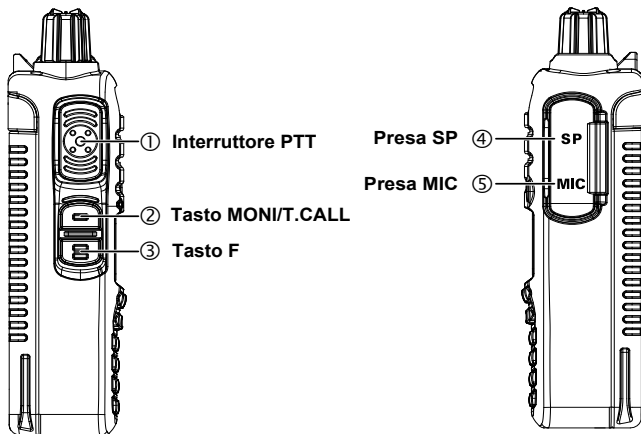 ① Interruttore PTT
② Tasto MONI/T.CALL
③ Tasto F
Presa SP ④
SP
Presa MIC ⑤
MIC